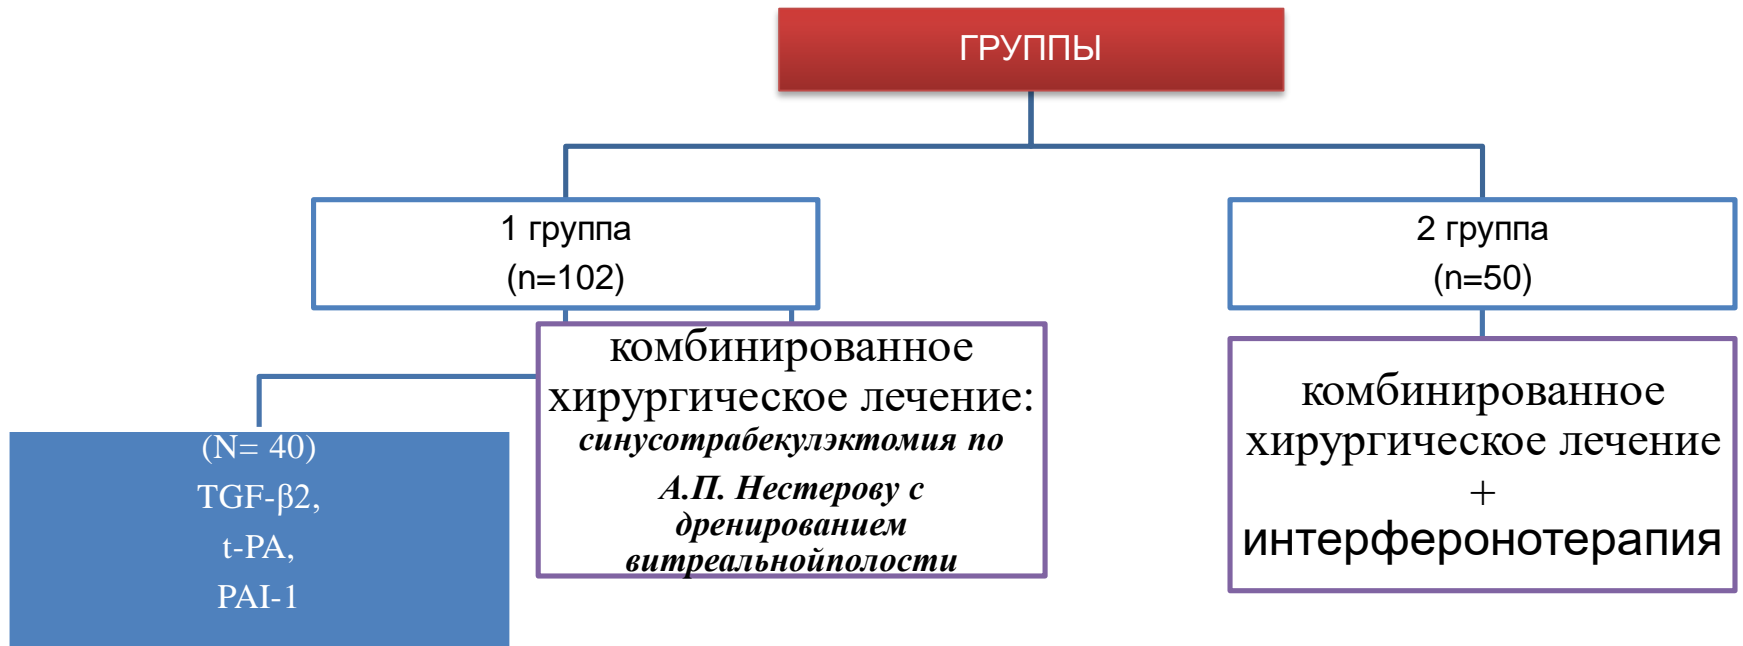 ГРУППЫ
1 группа
(n=102)
2 группа
(n=50)
(N= 40)
TGF-β2,
t-PA,
PAI-1
комбинированное
хирургическое лечение:
синусотрабекулэктомия по
А.П. Нестерову с
дренированием
витреальнойполости
комбинированное
хирургическое лечение
+
интерферонотерапия